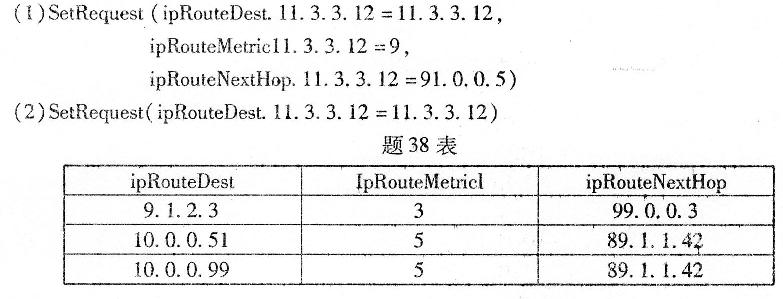 (1)SetRequest(ipRouteDest. 11. 3. 3. 12 = 11. 3. 3. 12,
ipRouteMetric11. 3. 3. 12 = 9,
ipRouteNextHop. 11. 3. 3. 12 = 91. 0. 0. 5)
(2)SetRequest(ipRouteDest. 11. 3. 3. 12 = 11. 3. 3. 12)
题 38 表
ipRouteDest IpRouteMetricl ipRouteNextHop
9. 1. 2. 3 3 99. 0. 0. 3
10. 0. 0. 51 5 89. 1. 1. 42
10. 0. 0. 99 5 89. 1. 1. 42